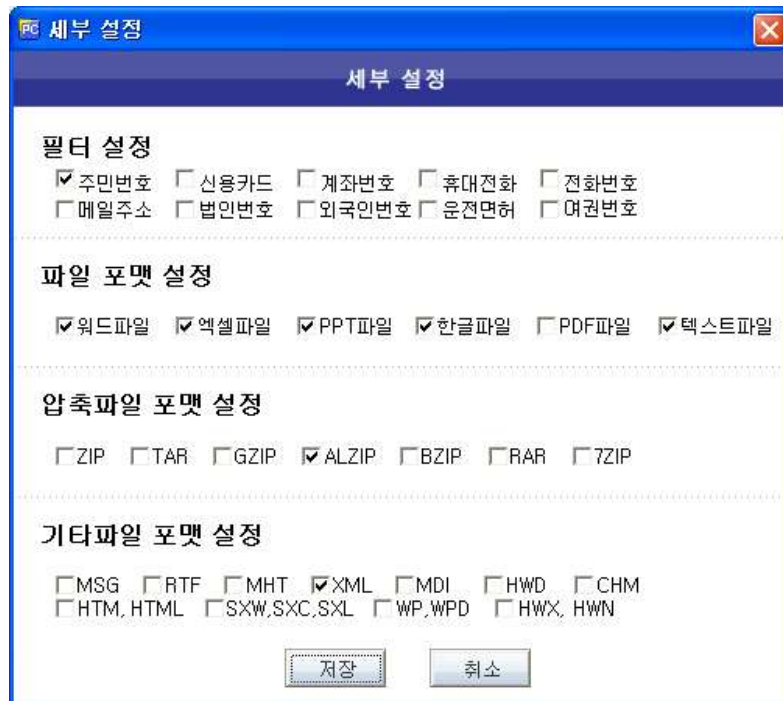 PC 세부 설정
세부 설정
필터 설정
주민번호 신용카드 계좌번호 휴대전화 전화번호
메일주소 법인번호 외국인번호 운전면허 여권번호
파일 포맷 설정
워드파일 엑셀파일 PPT파일 한글파일 PDF파일 텍스트파일
압축파일 포맷 설정
ZIP TAR GZIP ALZIP BZIP RAR 7ZIP
기타파일 포맷 설정
MSG RTF MHT XML MDI HWD CHM
HTM, HTML SXW,SXC,SXL WP,WPD HWX, HWN
저장 취소